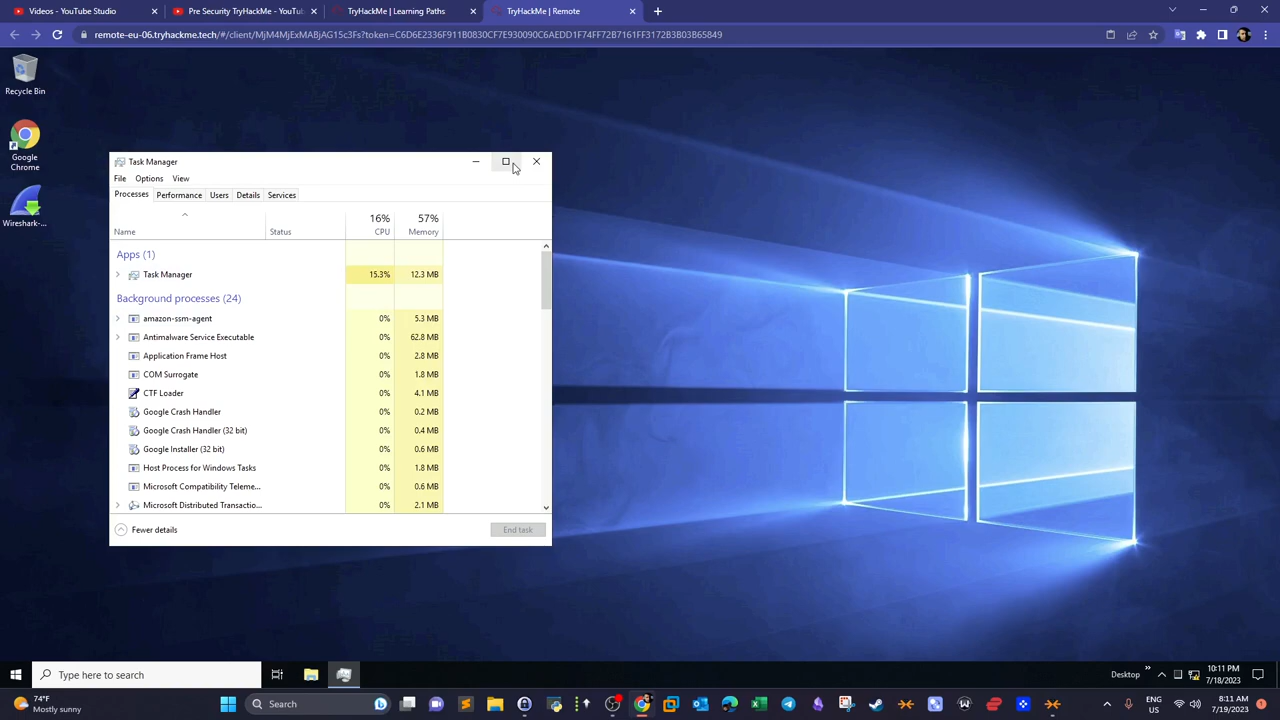 Videos - YouTube Studio
Pre Security TryHackMe - YouTu
TryHackMe | Learning Paths
TryHackMe | Remote
remote-eu-06.tryhackme.tech/#/client/MjM4MjExMABjAG15c3Fs?token=C6D6E2336F911B0830CF7E930090C6AEDD1F74FF72B7161FF3172B3B03B65849
Recycle Bin
Google
Chrome
Wireshark-...
Task Manager
File Options View
Processes Performance Users Details Services
16% 57%
Name Status CPU Memory
Apps (1)
Task Manager 15.3% 12.3 MB
Background processes (24)
amazon-ssm-agent 0% 5.3 MB
Antimalware Service Executable 0% 62.8 MB
Application Frame Host 0% 2.8 MB
COM Surrogate 0% 1.8 MB
CTF Loader 0% 4.1 MB
Google Crash Handler 0% 0.2 MB
Google Crash Handler (32 bit) 0% 0.4 MB
Google Installer (32 bit) 0% 0.6 MB
Host Process for Windows Tasks 0% 1.8 MB
Microsoft Compatibility Teleme... 0% 0.6 MB
Microsoft Distributed Transactio... 0% 2.1 MB
Fewer details End task
Type here to search
Desktop
10:11 PM
7/18/2023
74°F
Mostly sunny
Search
ENG
US
8:11 AM
7/19/2023